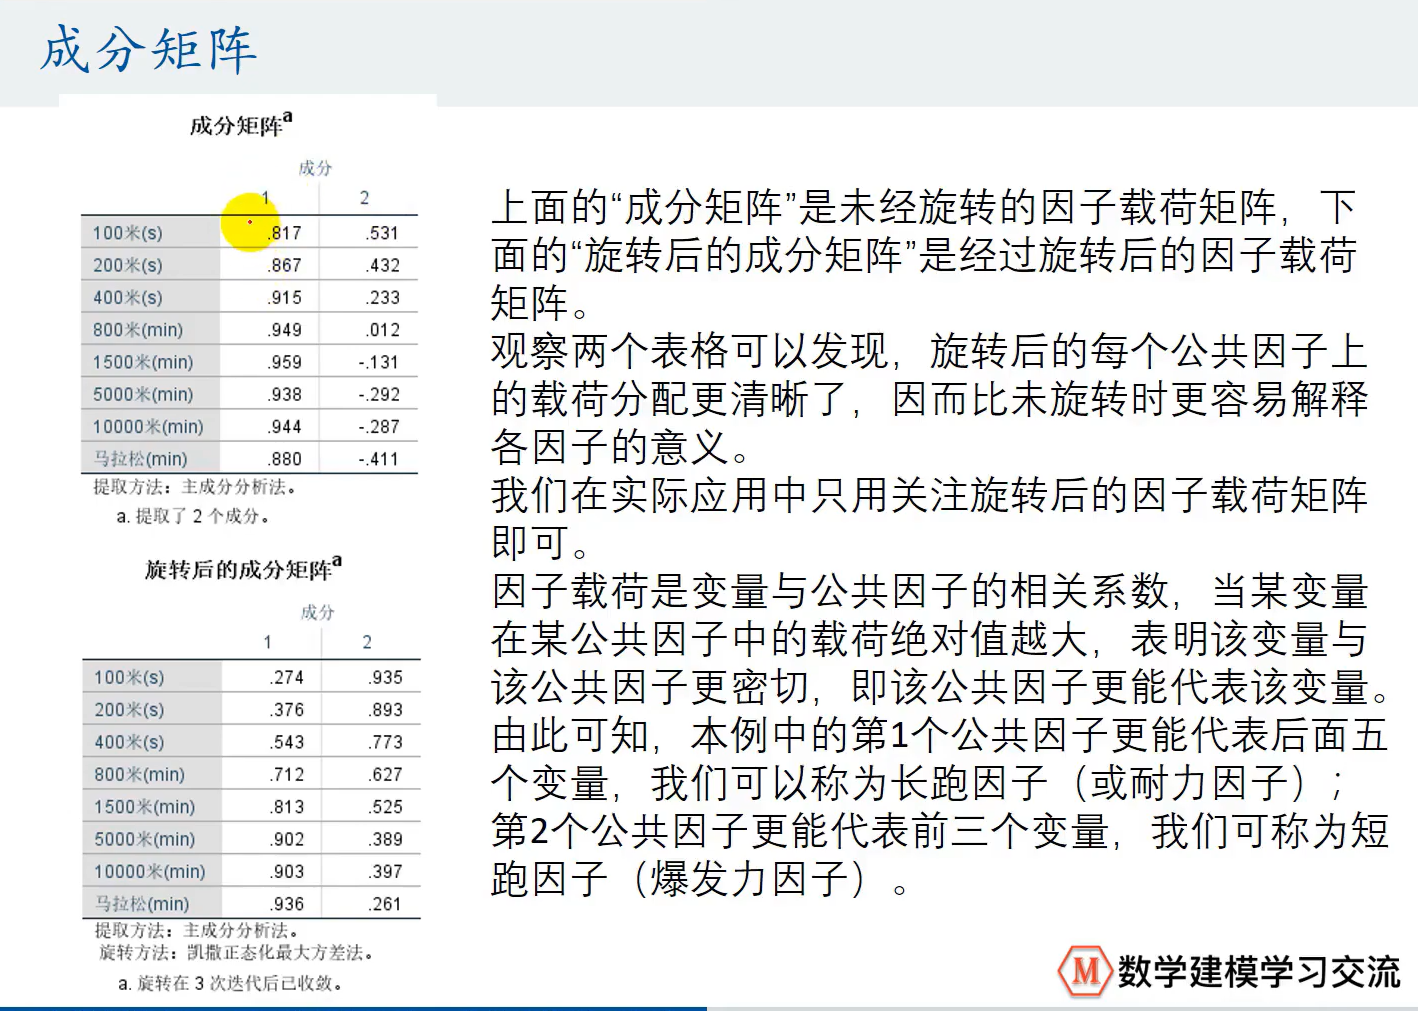 成分矩阵
成分矩阵a
成分
1 2
100米(s) .817 .531
200米(s) .867 .432
400米(s) .915 .233
800米(min) .949 .012
1500米(min) .959 -.131
5000米(min) .938 -.292
10000米(min) .944 -.287
马拉松(min) .880 -.411
提取方法：主成分分析法。
a. 提取了 2 个成分。
旋转后的成分矩阵a
成分
1 2
100米(s) .274 .935
200米(s) .376 .893
400米(s) .543 .773
800米(min) .712 .627
1500米(min) .813 .525
5000米(min) .902 .389
10000米(min) .903 .397
马拉松(min) .936 .261
提取方法：主成分分析法。
旋转方法：凯撒正态化最大方差法。
a. 旋转在 3 次迭代后已收敛。
上面的“成分矩阵”是未经旋转的因子载荷矩阵，下
面的“旋转后的成分矩阵”是经过旋转后的因子载荷
矩阵。
观察两个表格可以发现，旋转后的每个公共因子上
的载荷分配更清晰了，因而比未旋转时更容易解释
各因子的意义。
我们在实际应用中只用关注旋转后的因子载荷矩阵
即可。
因子载荷是变量与公共因子的相关系数，当某变量
在某公共因子中的载荷绝对值越大，表明该变量与
该公共因子更密切，即该公共因子更能代表该变量。
由此可知，本例中的第1个公共因子更能代表后面五
个变量，我们可以称为长跑因子（或耐力因子）；
第2个公共因子更能代表前三个变量，我们可称为短
跑因子（爆发力因子）。
M 数学建模学习交流